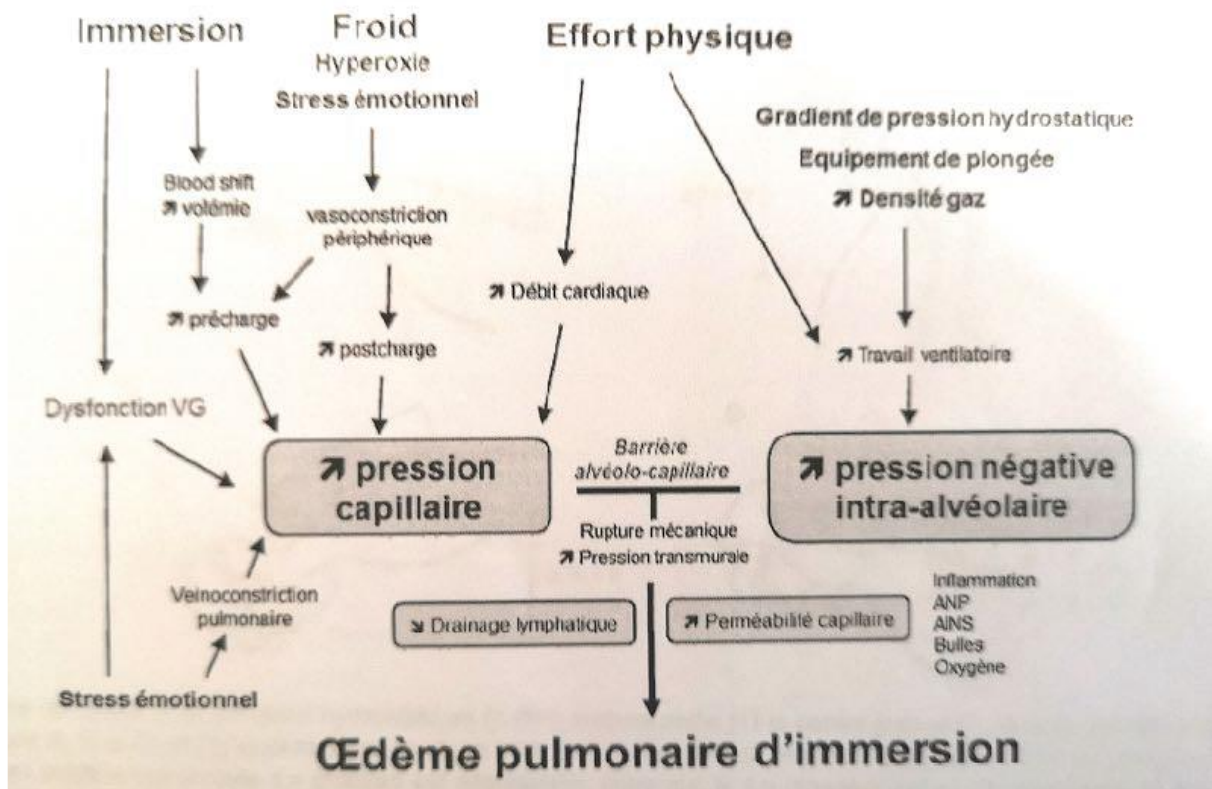 Immersion
Froid
Hyperoxie
Stress émotionnel
Effort physique
Gradient de pression hydrostatique
Equipement de plongée
↗ Densité gaz
Blood shift
↗ volémie
vasoconstriction
périphérique
↗ Débit cardiaque
↗ précharge
↗ postcharge
↗ Travail ventilatoire
Dysfonction VG
↗ pression
capillaire
Barrière
alvéolo-capillaire
↗ pression négative
intra-alvéolaire
Rupture mécanique
↗ Pression transmurale
Veinoconstriction
pulmonaire
↘ Drainage lymphatique
↗ Perméabilité capillaire
Inflammation
ANP
AINS
Bulles
Oxygène
Stress émotionnel
Œdème pulmonaire d'immersion